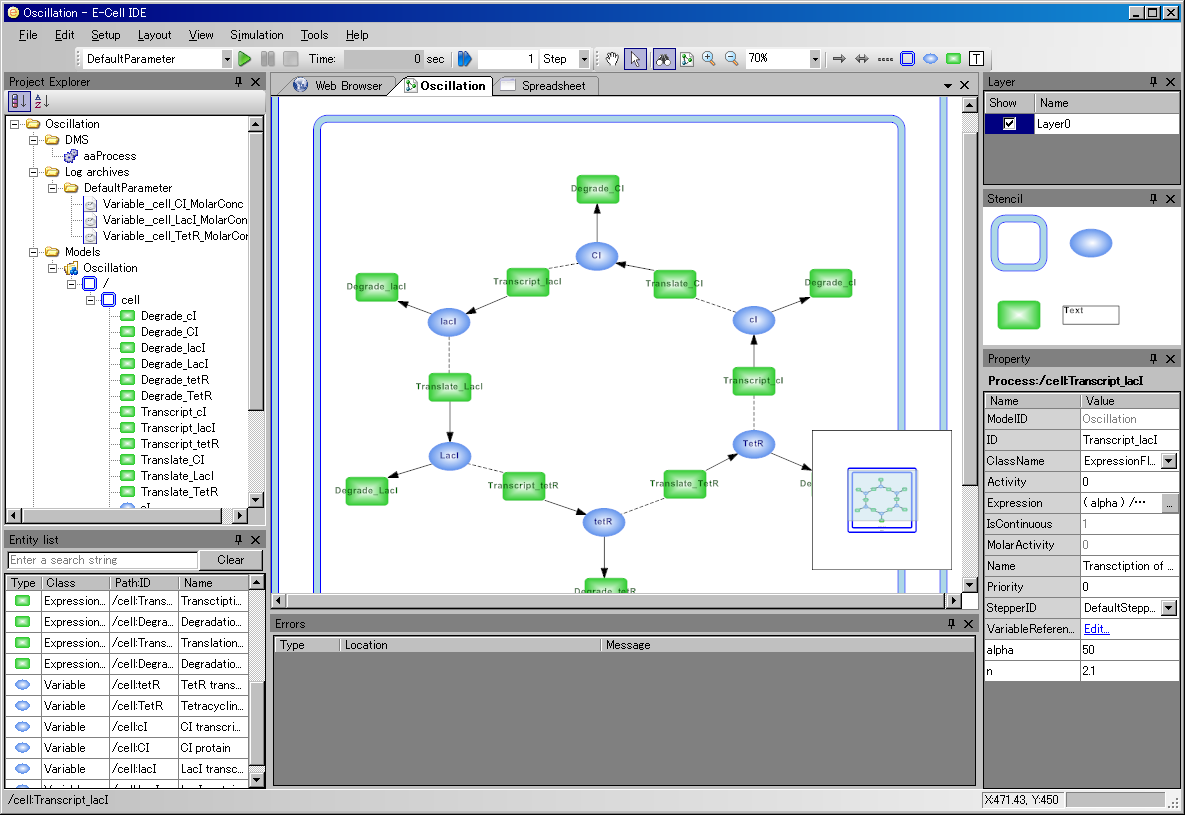 Oscillation - E-Cell IDE
File Edit Setup Layout View Simulation Tools Help
DefaultParameter Time: 0 sec 1 Step 70% T
Project Explorer
Oscillation
DMS
aaProcess
Log archives
DefaultParameter
Variable__cell_CI_MolarConc
Variable__cell_LacI_MolarCon
Variable__cell_TetR_MolarCor
Models
Oscillation
/
cell
Degrade_cI
Degrade_CI
Degrade_lacI
Degrade_LacI
Degrade_tetR
Degrade_TetR
Transcript_cI
Transcript_lacI
Transcript_tetR
Translate_CI
Translate_LacI
Translate_TetR
Entity list
Enter a search string Clear
Type Class Path:ID Name
Expression... /cell:Trans... Transctipti...
Expression... /cell:Degra... Degradatio...
Expression... /cell:Trans... Translation...
Expression... /cell:Degra... Degradatio...
Variable /cell:tetR TetR trans...
Variable /cell:TetR Tetracyclin...
Variable /cell:cI CI transcri...
Variable /cell:CI CI protain
Variable /cell:lacI LacI transc...
Web Browser Oscillation Spreadsheet
Degrade_CI
CI
Transcript_lacI
Translate_CI
Degrade_lacI
Degrade_cI
lacI
cI
Translate_LacI
Transcript_cI
LacI
TetR
Degrade_LacI
Transcript_tetR
Translate_TetR
De
tetR
Degrade_tetR
Errors
Type Location Message
Layer
Show Name
Layer0
Stencil
Text
Property
Process:/cell:Transcript_lacI
Name Value
ModelID Oscillation
ID Transcript_lacI
ClassName ExpressionFl...
Activity 0
Expression ( alpha ) /... ...
IsContinuous 1
MolarActivity 0
Name Transctiption of ...
Priority 0
StepperID DefaultStepp...
VariableReferen... Edit...
alpha 50
n 2.1
/cell:Transcript_lacI
X:471.43, Y:450